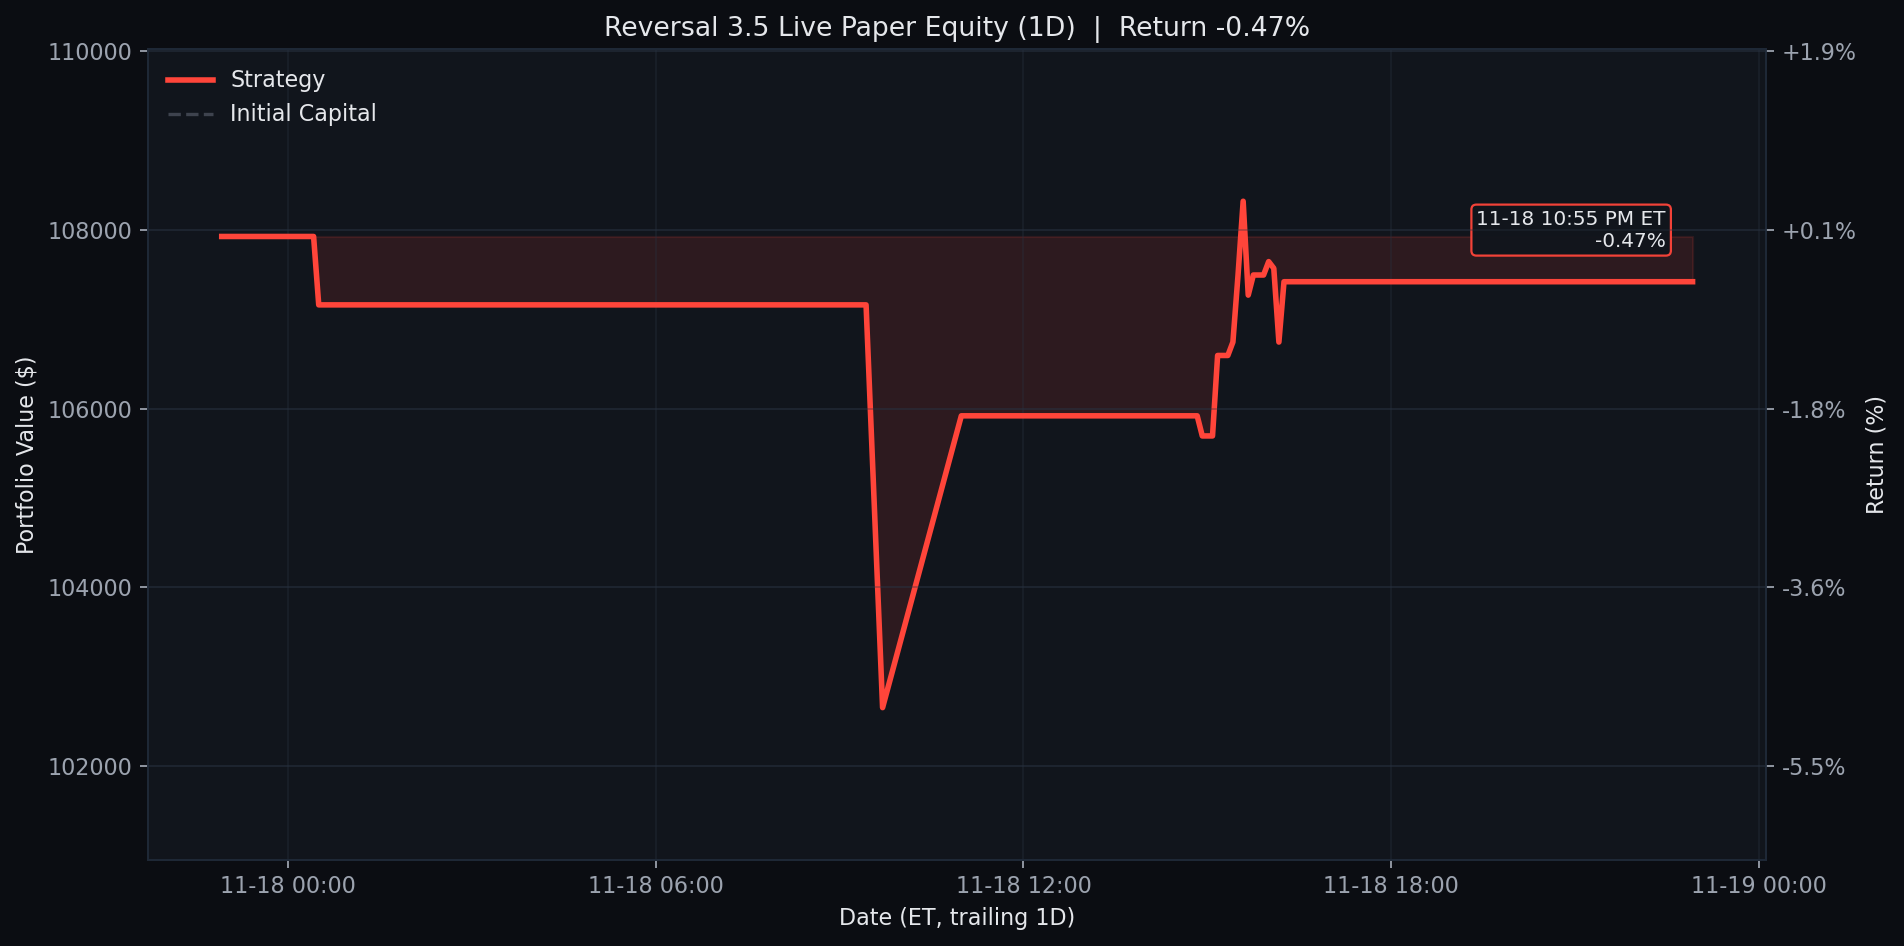 Reversal 3.5 Live Paper Equity (1D)  |  Return -0.47%
Strategy
Initial Capital
110000
108000
106000
104000
102000
Portfolio Value ($)
+1.9%
+0.1%
-1.8%
-3.6%
-5.5%
Return (%)
11-18 10:55 PM ET
-0.47%
11-18 00:00
11-18 06:00
11-18 12:00
11-18 18:00
11-19 00:00
Date (ET, trailing 1D)